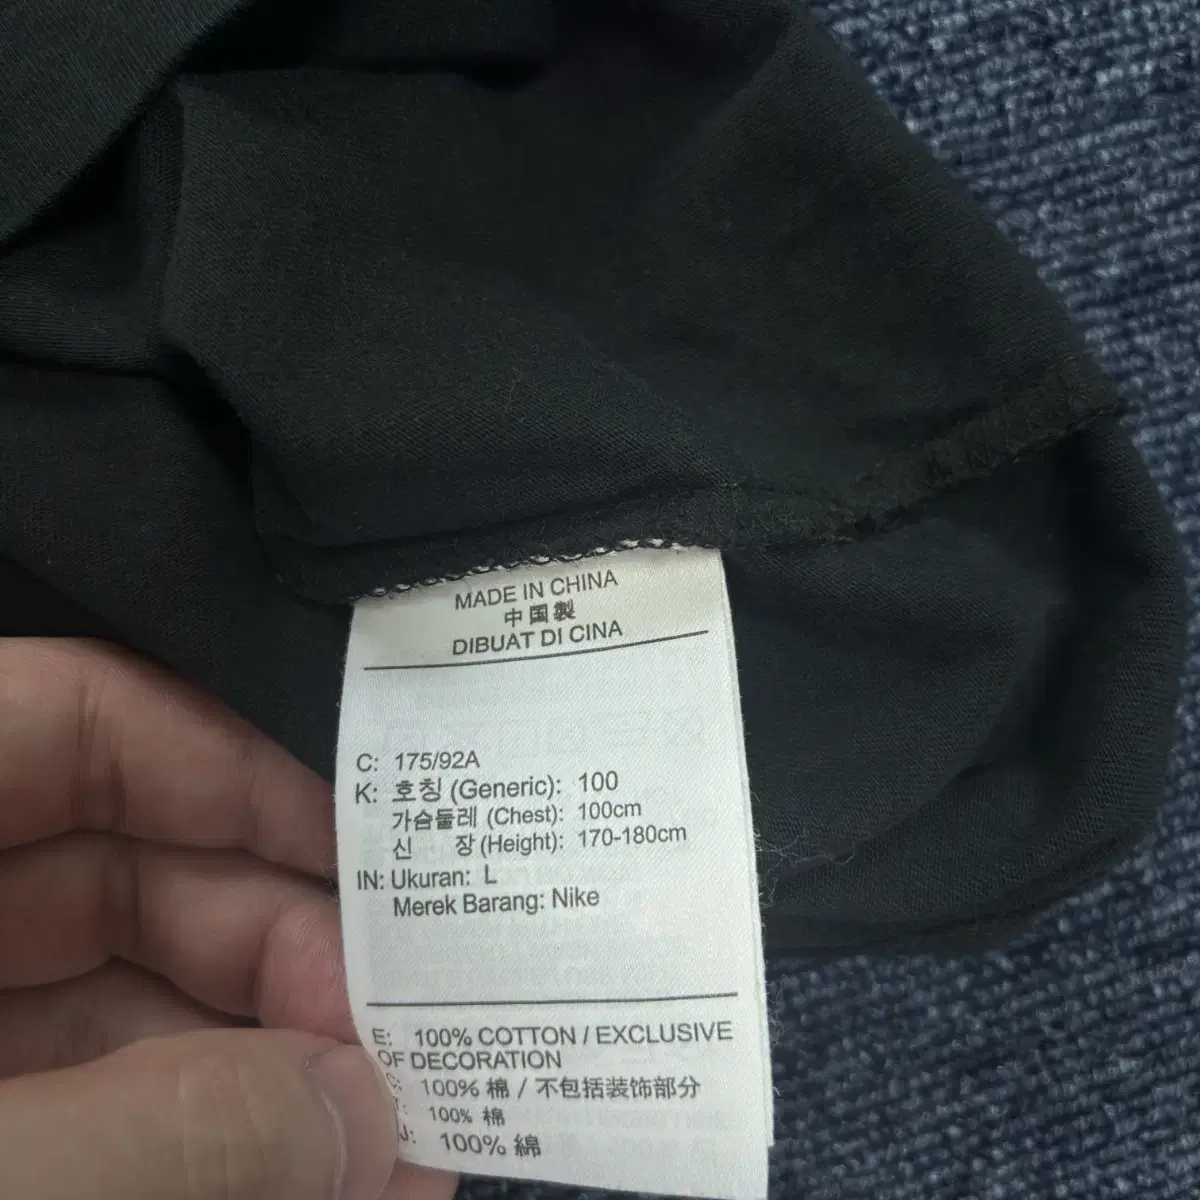 MADE IN CHINA
中国製
DIBUAT DI CINA
C: 175/92A
K: 호칭 (Generic): 100
가슴둘레 (Chest): 100cm
신 장 (Height): 170-180cm
IN: Ukuran: L
Merek Barang: Nike
E: 100% COTTON / EXCLUSIVE
OF DECORATION
100% 棉 / 不包括装饰部分
100% 棉
J: 100% 綿